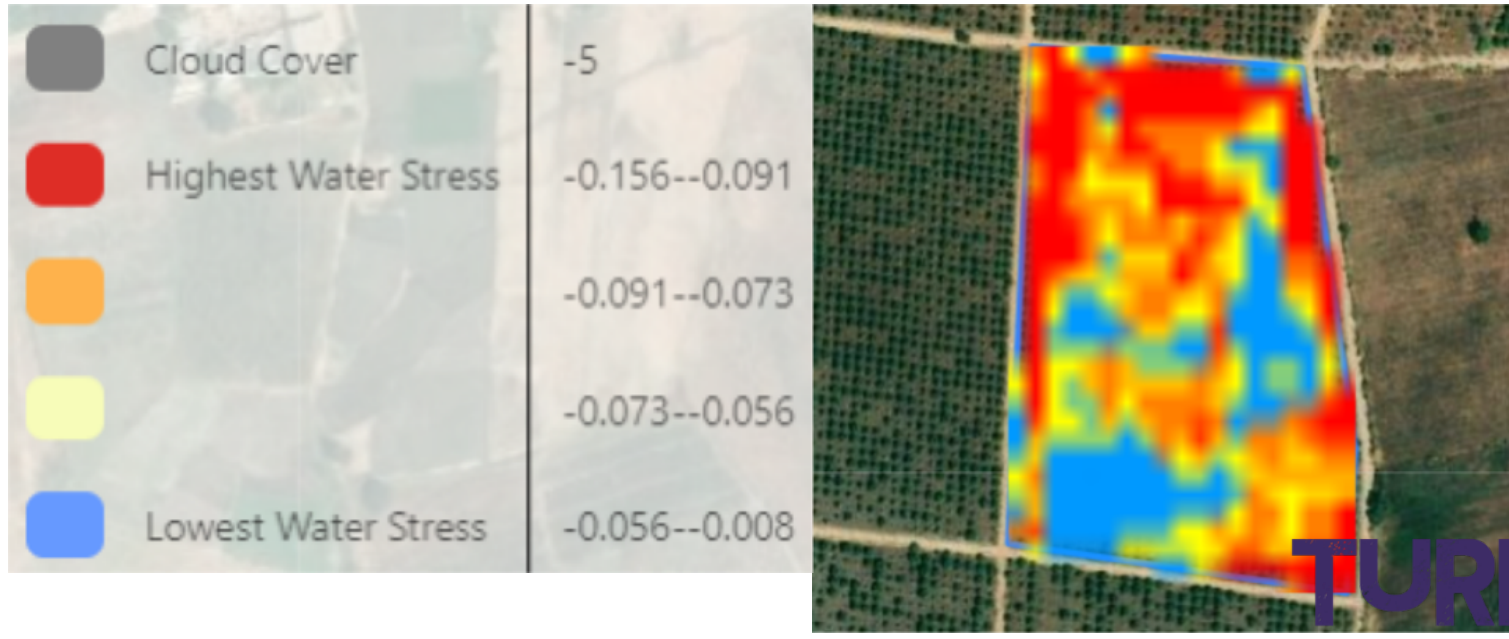 Cloud Cover -5
Highest Water Stress -0.156--0.091
-0.091--0.073
-0.073--0.056
Lowest Water Stress -0.056--0.008
TUR